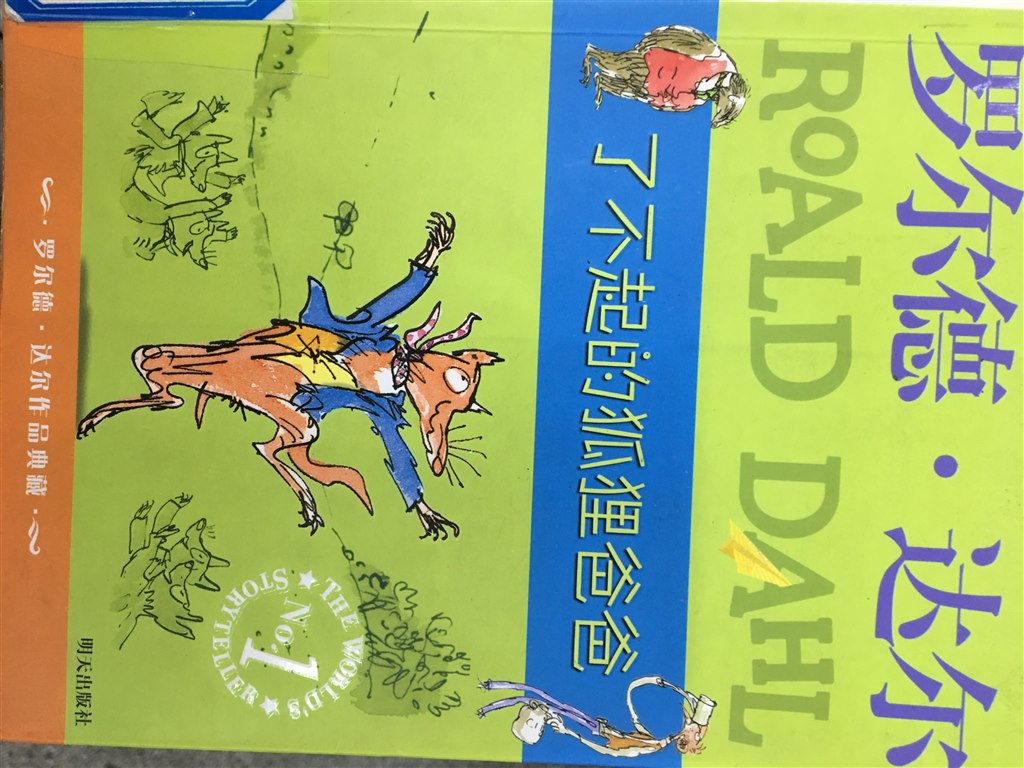 罗尔德·达尔
ROALD DAHL
了不起的狐狸爸爸
THE WORLD'S
No.1
STORYTELLER
明天出版社
罗尔德·达尔作品典藏